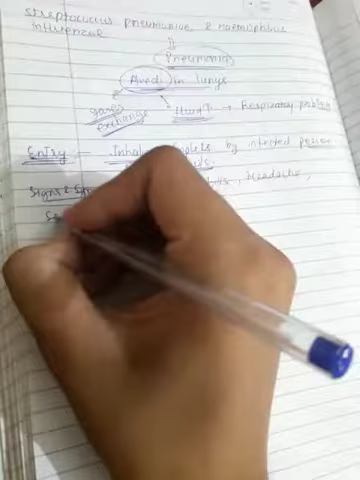 Streptococcus pneumoniae & Haemophilus
influenzae
Pneumonia
Alveoli in lungs
gases exchange
Respiratory problem
Entry — Inhale droplets by infected person
Signs &
Headache,